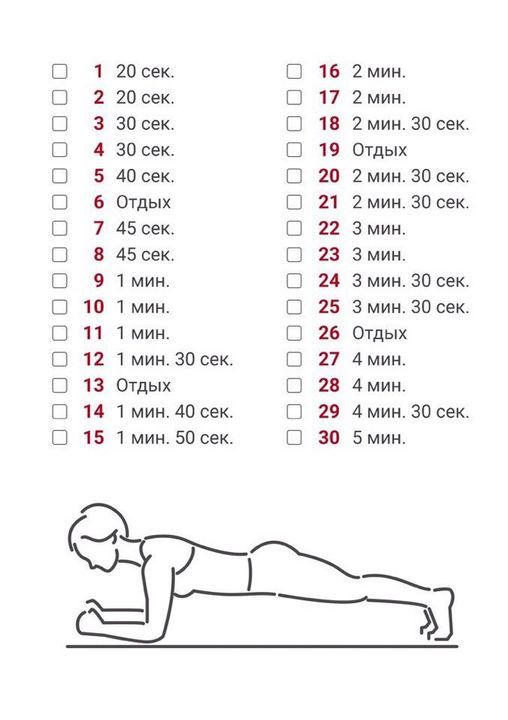 1 20 сек.
2 20 сек.
3 30 сек.
4 30 сек.
5 40 сек.
6 Отдых
7 45 сек.
8 45 сек.
9 1 мин.
10 1 мин.
11 1 мин.
12 1 мин. 30 сек.
13 Отдых
14 1 мин. 40 сек.
15 1 мин. 50 сек.
16 2 мин.
17 2 мин.
18 2 мин. 30 сек.
19 Отдых
20 2 мин. 30 сек.
21 2 мин. 30 сек.
22 3 мин.
23 3 мин.
24 3 мин. 30 сек.
25 3 мин. 30 сек.
26 Отдых
27 4 мин.
28 4 мин.
29 4 мин. 30 сек.
30 5 мин.